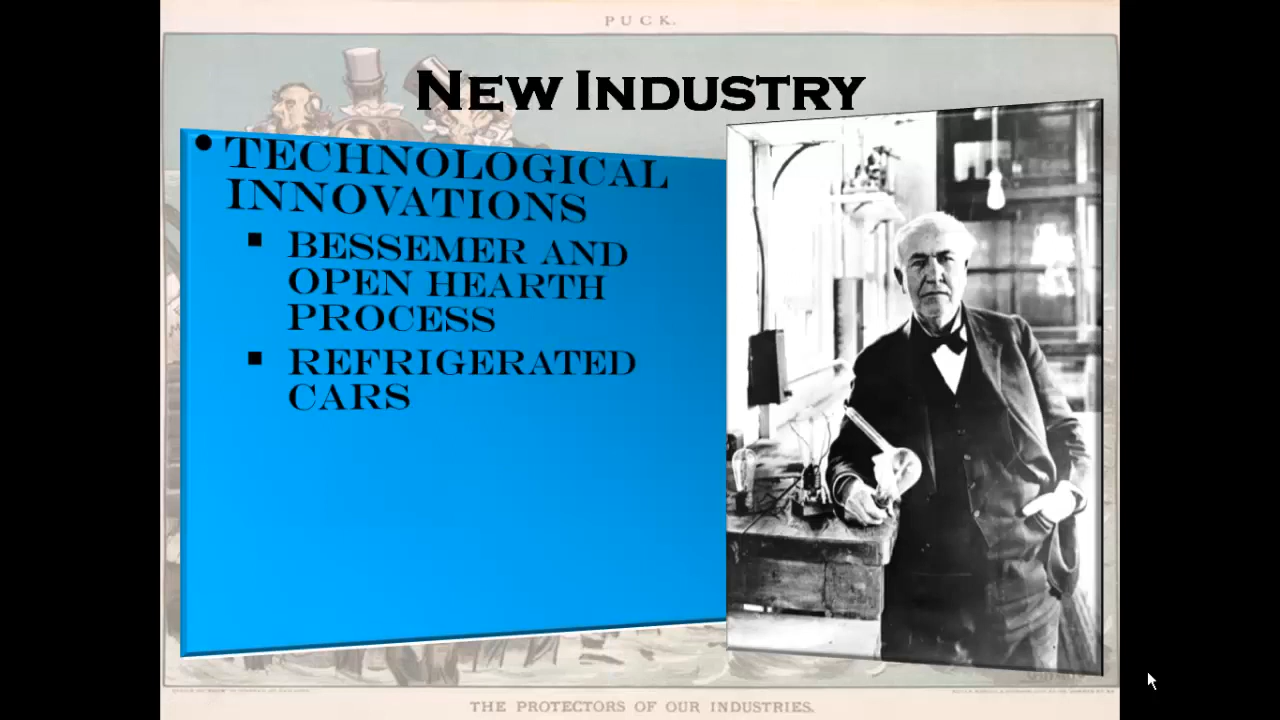 PUCK.
NEW INDUSTRY
• TECHNOLOGICAL
INNOVATIONS
▪ BESSEMER AND
OPEN HEARTH
PROCESS
▪ REFRIGERATED
CARS
THE PROTECTORS OF OUR INDUSTRIES.